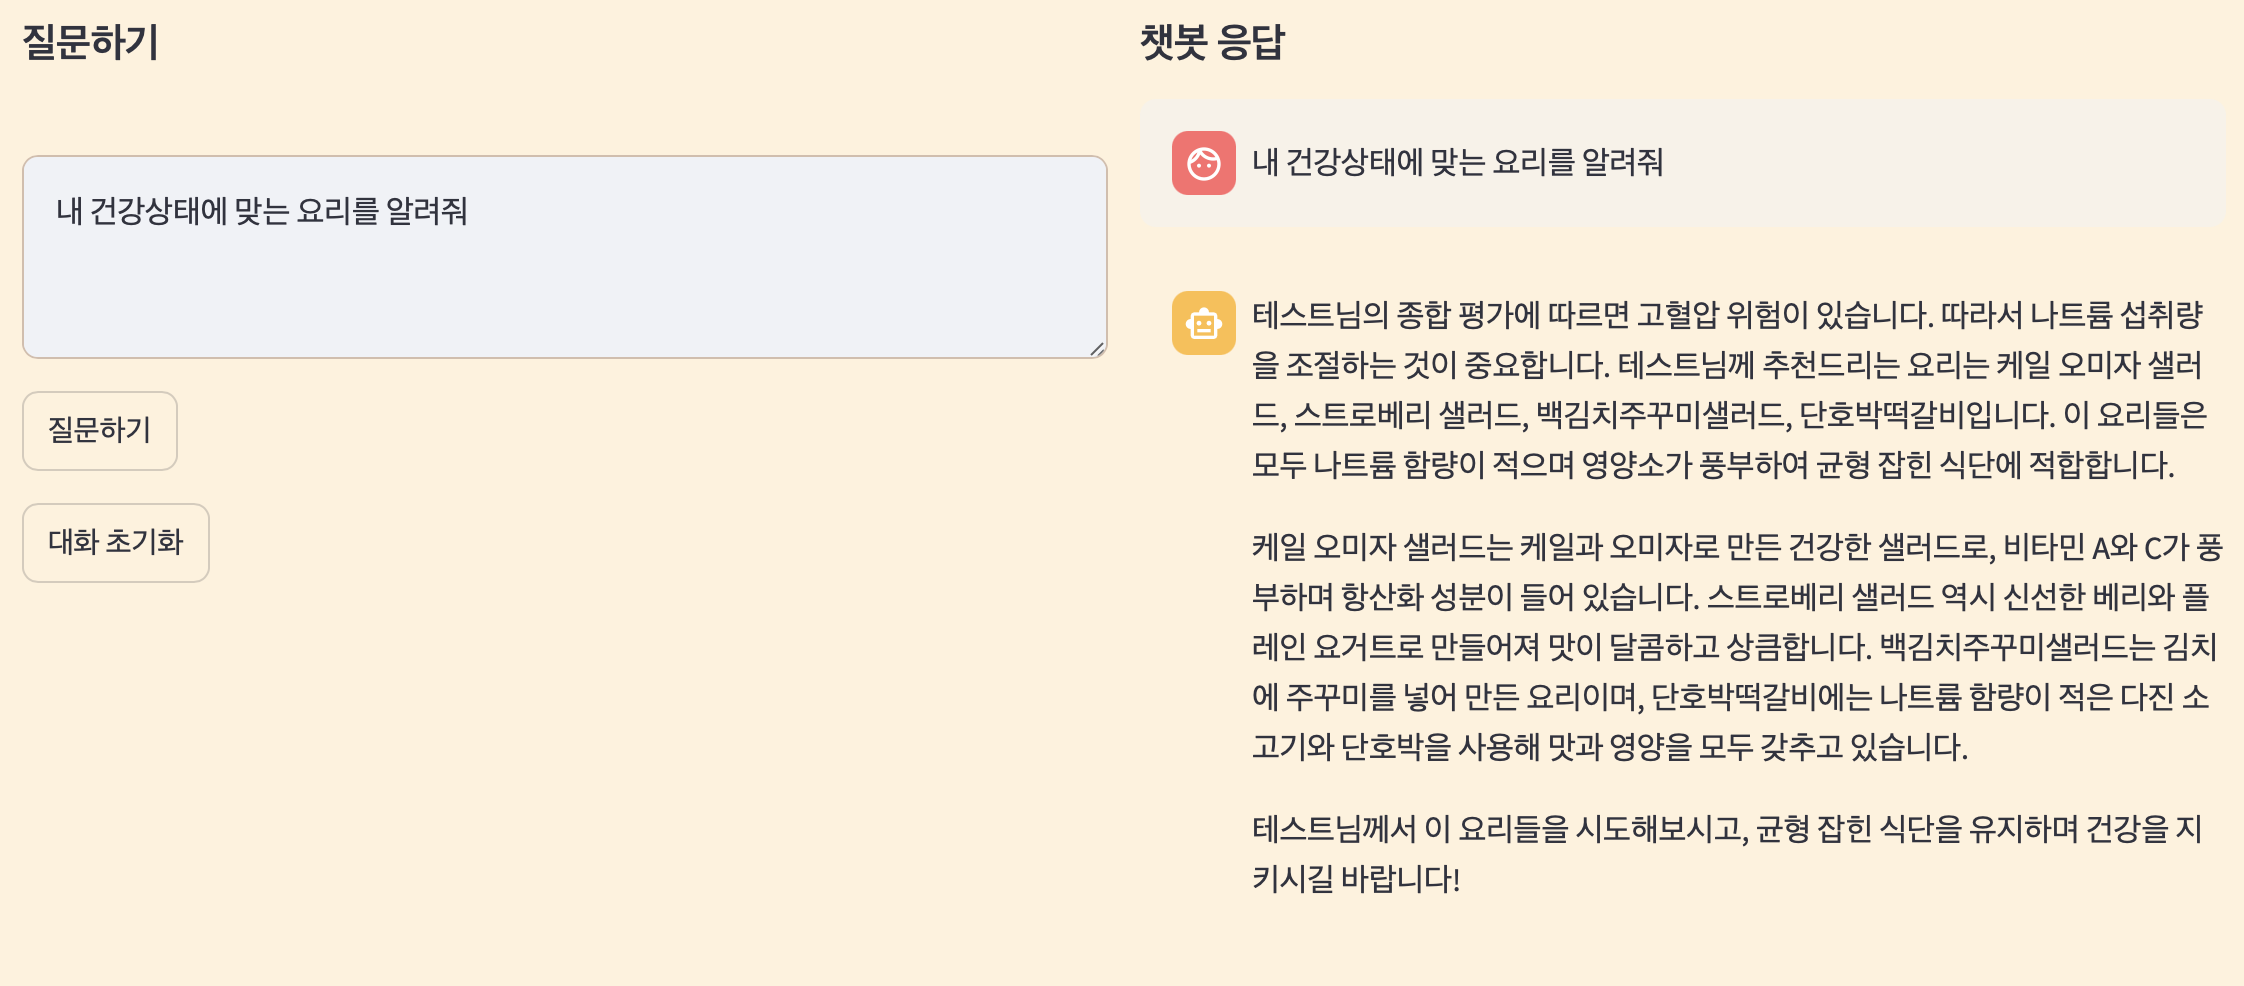 질문하기
내 건강상태에 맞는 요리를 알려줘
질문하기
대화 초기화
챗봇 응답
내 건강상태에 맞는 요리를 알려줘
테스트님의 종합 평가에 따르면 고혈압 위험이 있습니다. 따라서 나트륨 섭취량
을 조절하는 것이 중요합니다. 테스트님께 추천드리는 요리는 케일 오미자 샐러
드, 스트로베리 샐러드, 백김치주꾸미샐러드, 단호박떡갈비입니다. 이 요리들은
모두 나트륨 함량이 적으며 영양소가 풍부하여 균형 잡힌 식단에 적합합니다.
케일 오미자 샐러드는 케일과 오미자로 만든 건강한 샐러드로, 비타민 A와 C가 풍
부하며 항산화 성분이 들어 있습니다. 스트로베리 샐러드 역시 신선한 베리와 플
레인 요거트로 만들어져 맛이 달콤하고 상큼합니다. 백김치주꾸미샐러드는 김치
에 주꾸미를 넣어 만든 요리이며, 단호박떡갈비에는 나트륨 함량이 적은 다진 소
고기와 단호박을 사용해 맛과 영양을 모두 갖추고 있습니다.
테스트님께서 이 요리들을 시도해보시고, 균형 잡힌 식단을 유지하며 건강을 지
키시길 바랍니다!